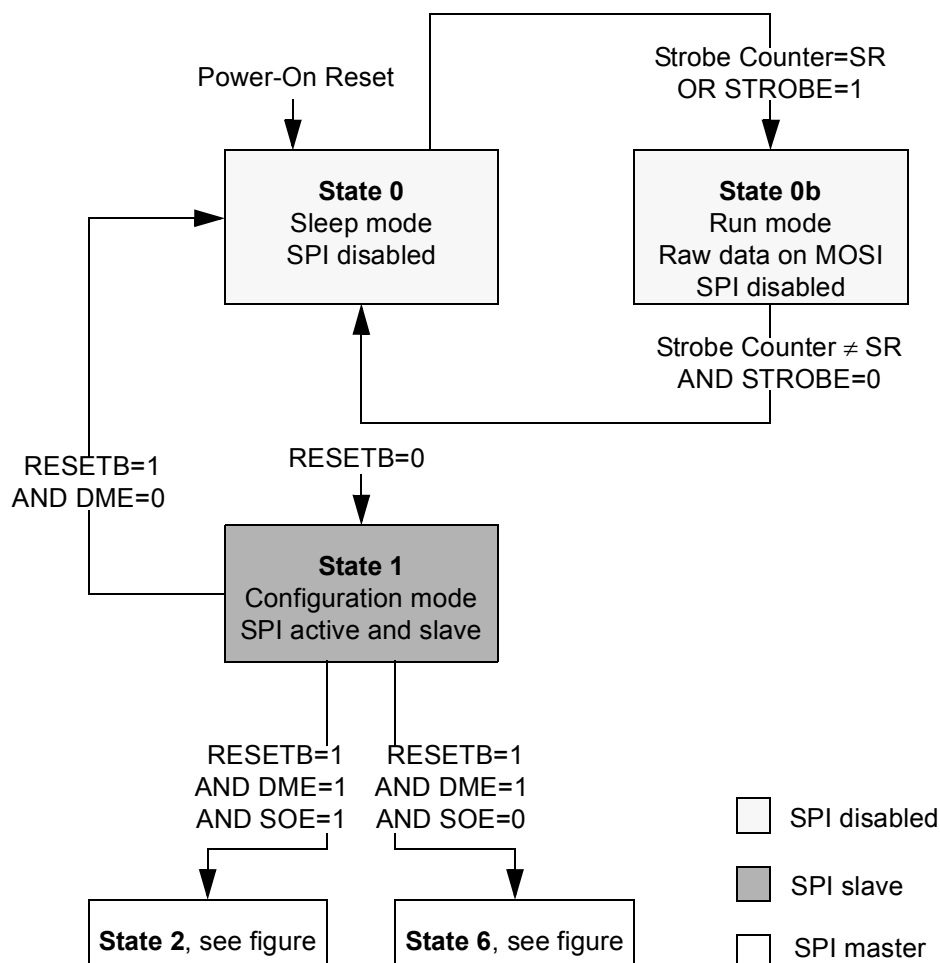 Power-On Reset
Strobe Counter=SR
OR STROBE=1
State 0
Sleep mode
SPI disabled
State 0b
Run mode
Raw data on MOSI
SPI disabled
Strobe Counter ≠ SR
AND STROBE=0
RESETB=1
AND DME=0
RESETB=0
State 1
Configuration mode
SPI active and slave
RESETB=1
AND DME=1
AND SOE=1
RESETB=1
AND DME=1
AND SOE=0
State 2, see figure
State 6, see figure
SPI disabled
SPI slave
SPI master